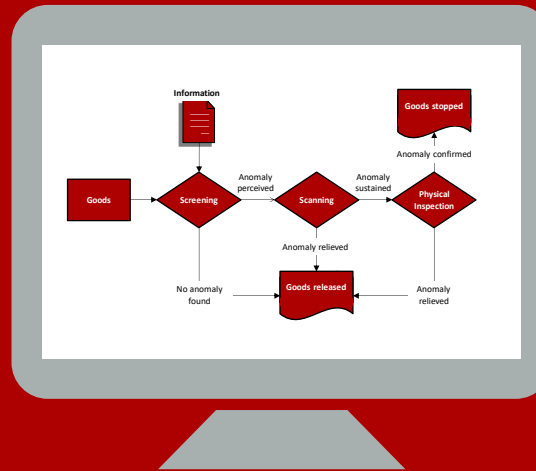 Information
Goods stopped
Anomaly confirmed
Goods
Screening
Anomaly
perceived
Scanning
Anomaly
sustained
Physical
Inspection
Anomaly relieved
No anomaly
found
Goods released
Anomaly
relieved